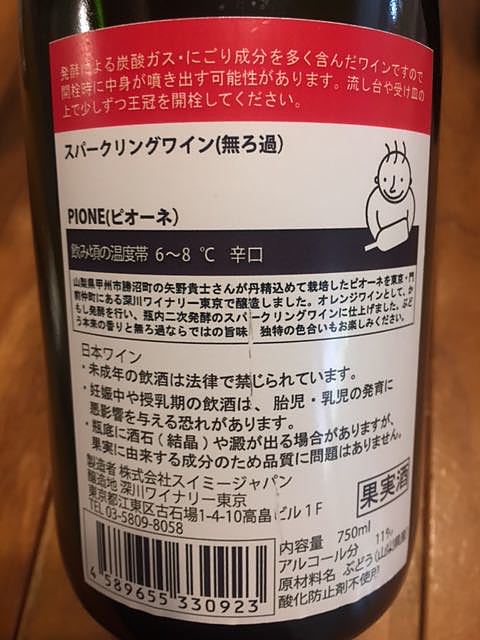 発酵による炭酸ガス・にごり成分を多く含んだワインですので
開栓時に中身が噴き出す可能性があります。流し台や受け皿の
上で少しずつ王冠を開栓してください。
スパークリングワイン(無ろ過)
PIONE(ピオーネ)
飲み頃の温度帯 6〜8 ℃ 辛口
山梨県甲州市勝沼町の矢野貴士さんが丹精込めて栽培したピオーネを東京・門
前仲町にある深川ワイナリー東京で醸造しました。オレンジワインとして、か
もし発酵を行い、瓶内二次発酵のスパークリングワインに仕上げました。ぶど
う本来の香りと無ろ過ならではの旨味 独特の色合いもお楽しみください。
日本ワイン
・未成年の飲酒は法律で禁じられています。
・妊娠中や授乳期の飲酒は、胎児・乳児の発育に
悪影響を与える恐れがあります。
・瓶底に酒石(結晶)や澱が出る場合がありますが、
果実に由来する成分のため品質に問題はありません。
製造者 株式会社スイミージャパン
醸造地 深川ワイナリー東京
東京都江東区古石場1-4-10高畠ビル1F
TEL 03-5809-8058
果実酒
内容量 750ml
アルコール分 11%
原材料名 ぶどう(山梨県産)
酸化防止剤不使用
4 589655 330923